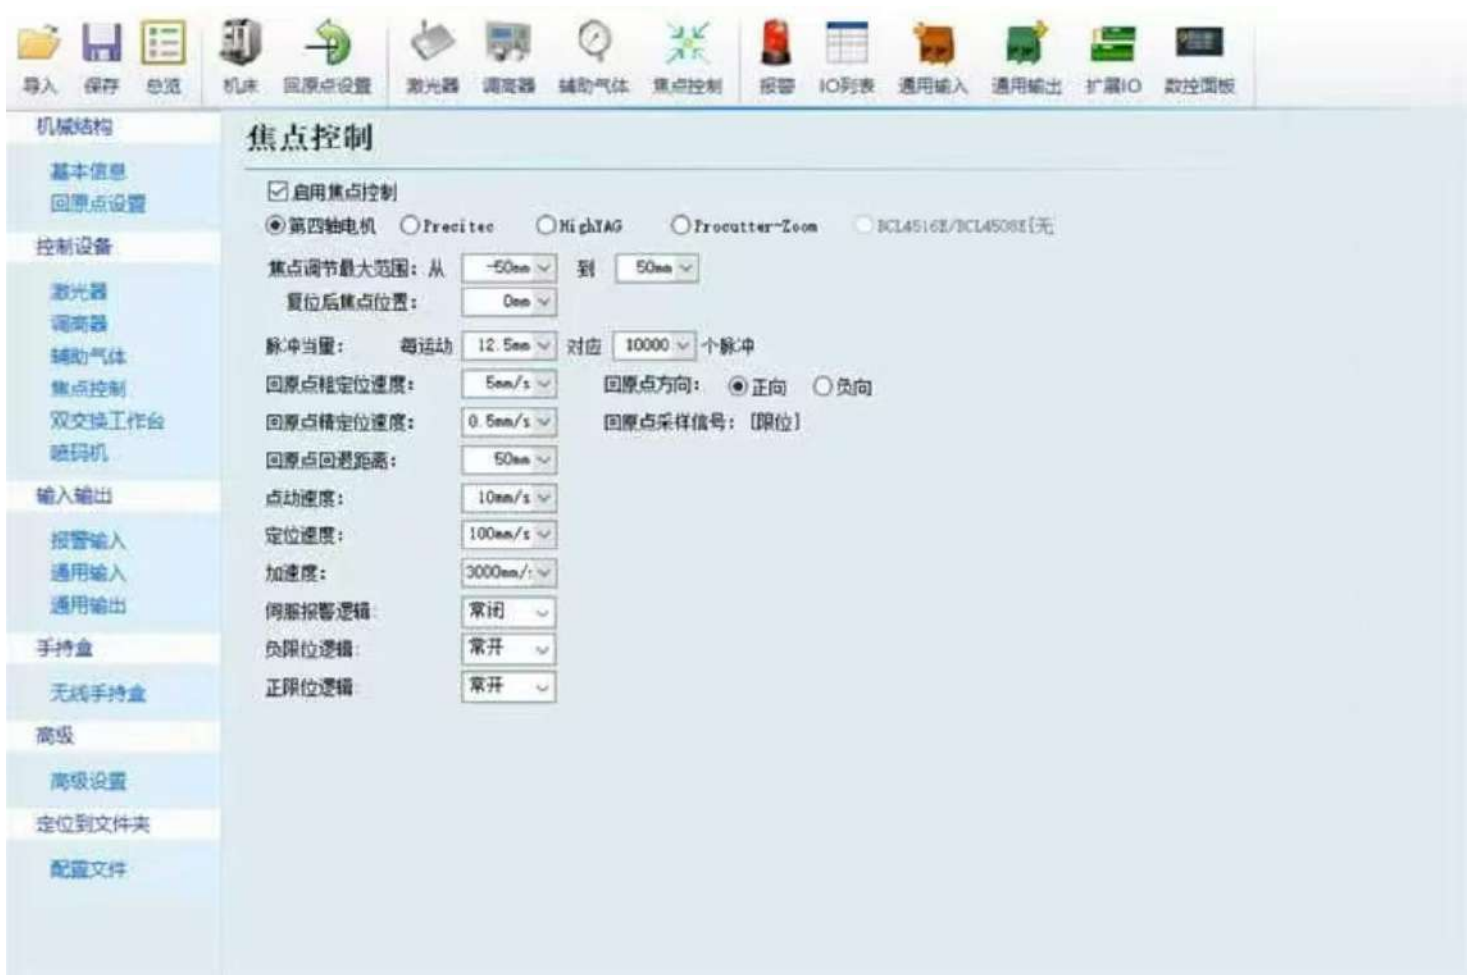 导入 保存 总览 机床 回原点设置 激光器 调高器 辅助气体 焦点控制 报警 IO列表 通用输入 通用输出 扩展IO 数控面板
机械结构
基本信息
回原点设置
控制设备
激光器
调高器
辅助气体
焦点控制
双交换工作台
喷码机
输入输出
报警输入
通用输入
通用输出
手持盒
无线手持盒
高级
高级设置
定位到文件夹
配置文件
焦点控制
启用焦点控制
第四轴电机 Precitec HighYAG Procutter-Zoom BCL4516E/BCL4508E[无
焦点调节最大范围: 从 -50mm 到 50mm
复位后焦点位置: 0mm
脉冲当量: 每运动 12.5mm 对应 10000 个脉冲
回原点粗定位速度: 5mm/s 回原点方向: 正向 负向
回原点精定位速度: 0.5mm/s 回原点采样信号: [限位]
回原点回退距离: 50mm
点动速度: 10mm/s
定位速度: 100mm/s
加速度: 3000mm/
伺服报警逻辑: 常闭
负限位逻辑: 常开
正限位逻辑: 常开